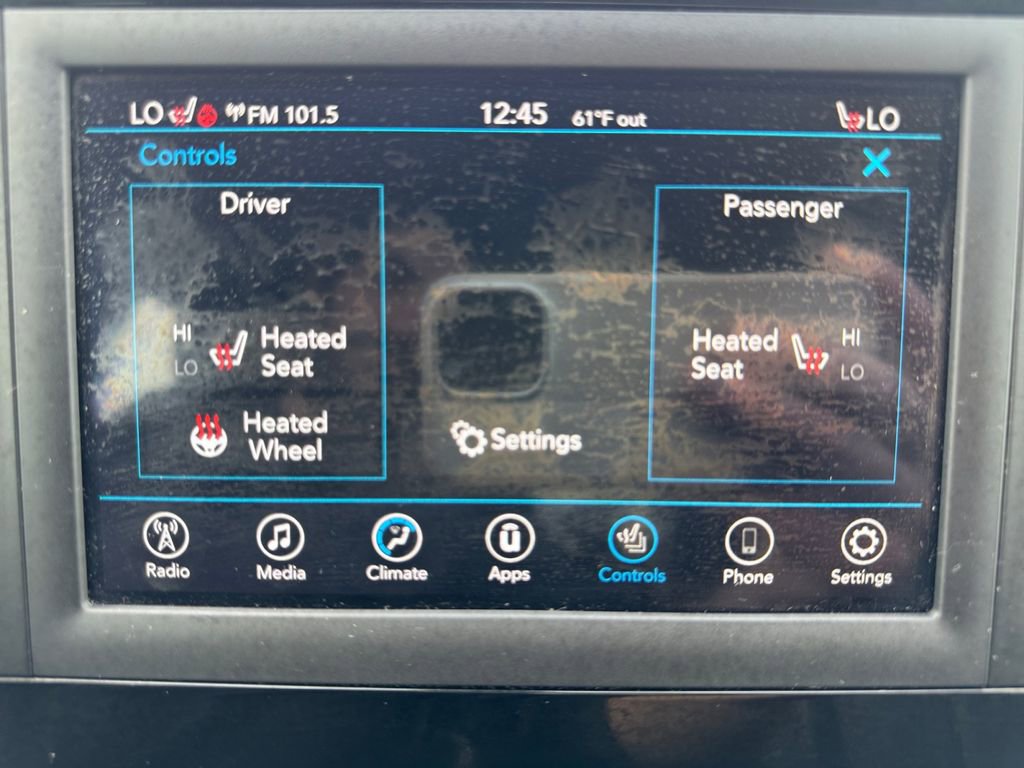 LO FM 101.5 12:45 61°F out LO
Controls
Driver
HI
LO
Heated
Seat
Heated
Wheel
Settings
Passenger
Heated
Seat
HI
LO
Radio Media Climate Apps Controls Phone Settings